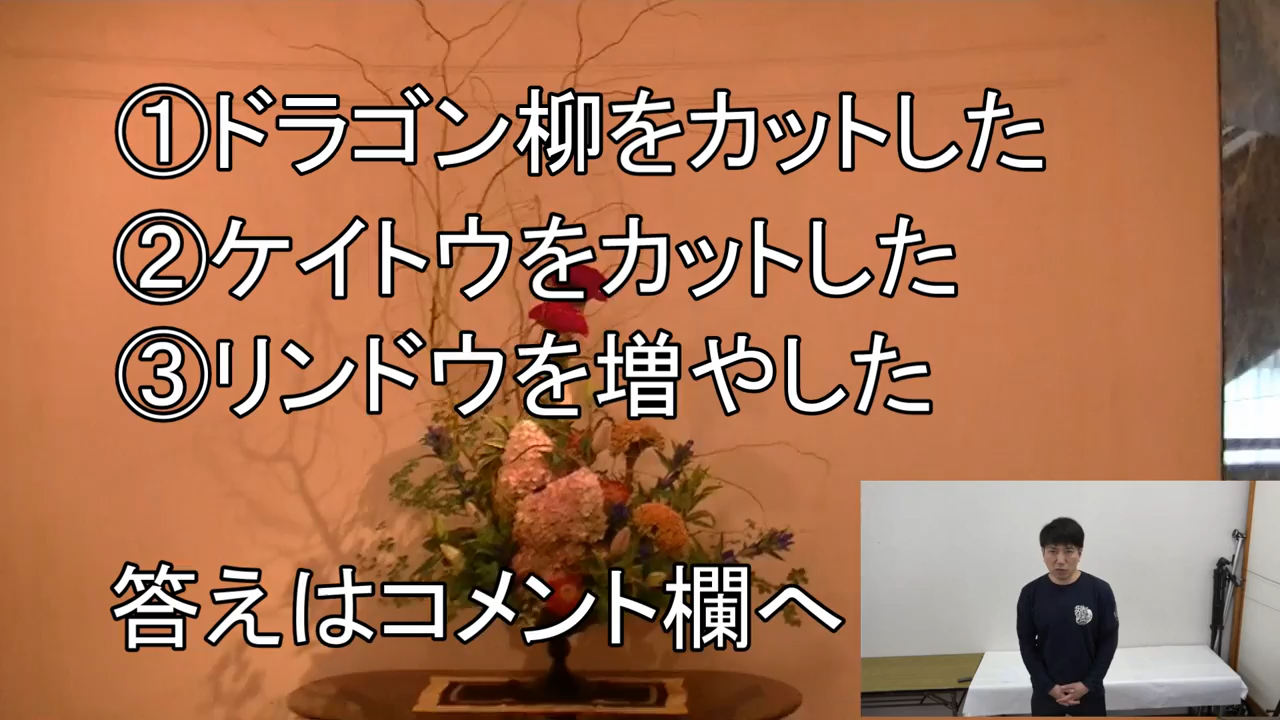 ①ドラゴン柳をカットした
②ケイトウをカットした
③リンドウを増やした
答えはコメント欄へ